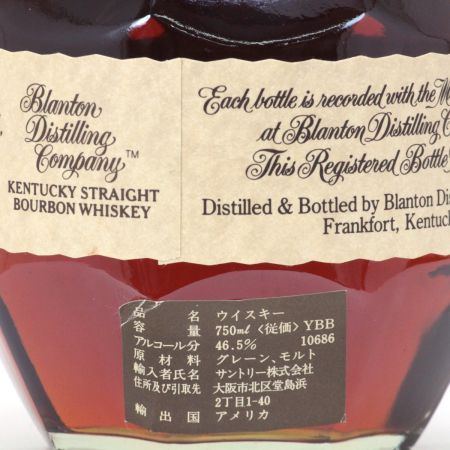 Blanton
Distilling
Company™
KENTUCKY STRAIGHT
BOURBON WHISKEY
Each bottle is recorded with the
at Blanton Distilling
This Registered Bottle
Distilled & Bottled by Blanton
Frankfort,
品名 ウイスキー
容量 750ml〈従価〉YBB
アルコール分 46.5% 10686
原材料 グレーン、モルト
輸入者氏名 サントリー株式会社
住所及び引取先 大阪市北区堂島浜
2丁目1-40
輸出国 アメリカ